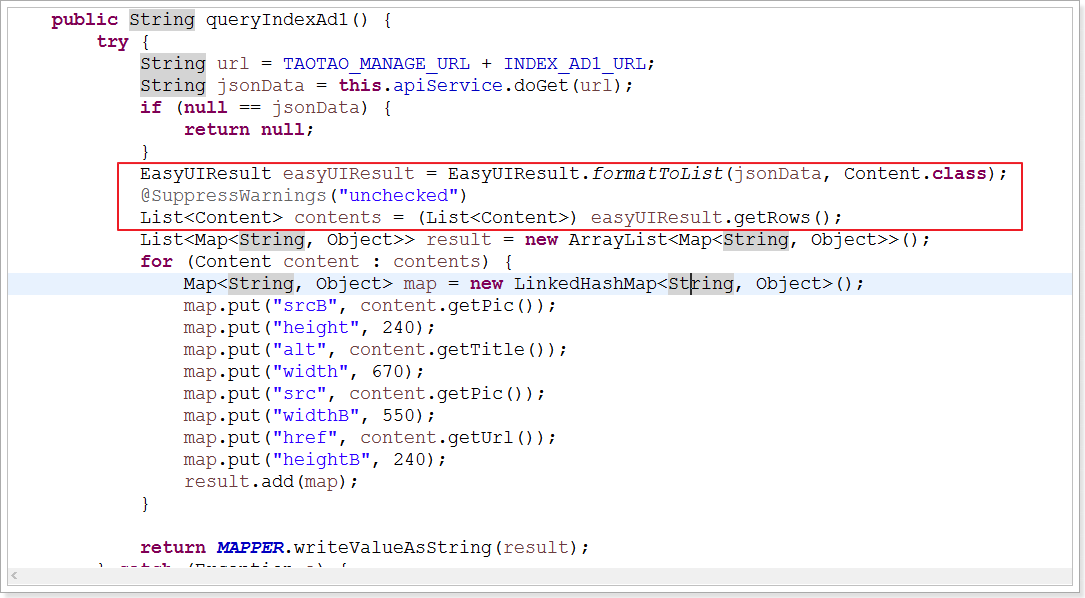 public String queryIndexAd1() {
try {
String url = TAOTAO_MANAGE_URL + INDEX_AD1_URL;
String jsonData = this.apiService.doGet(url);
if (null == jsonData) {
return null;
}
EasyUIResult easyUIResult = EasyUIResult.formatToList(jsonData, Content.class);
@SuppressWarnings("unchecked")
List<Content> contents = (List<Content>) easyUIResult.getRows();
List<Map<String, Object>> result = new ArrayList<Map<String, Object>>();
for (Content content : contents) {
Map<String, Object> map = new LinkedHashMap<String, Object>();
map.put("srcB", content.getPic());
map.put("height", 240);
map.put("alt", content.getTitle());
map.put("width", 670);
map.put("src", content.getPic());
map.put("widthB", 550);
map.put("href", content.getUrl());
map.put("heightB", 240);
result.add(map);
}
return MAPPER.writeValueAsString(result);
} catch (Exception e) {